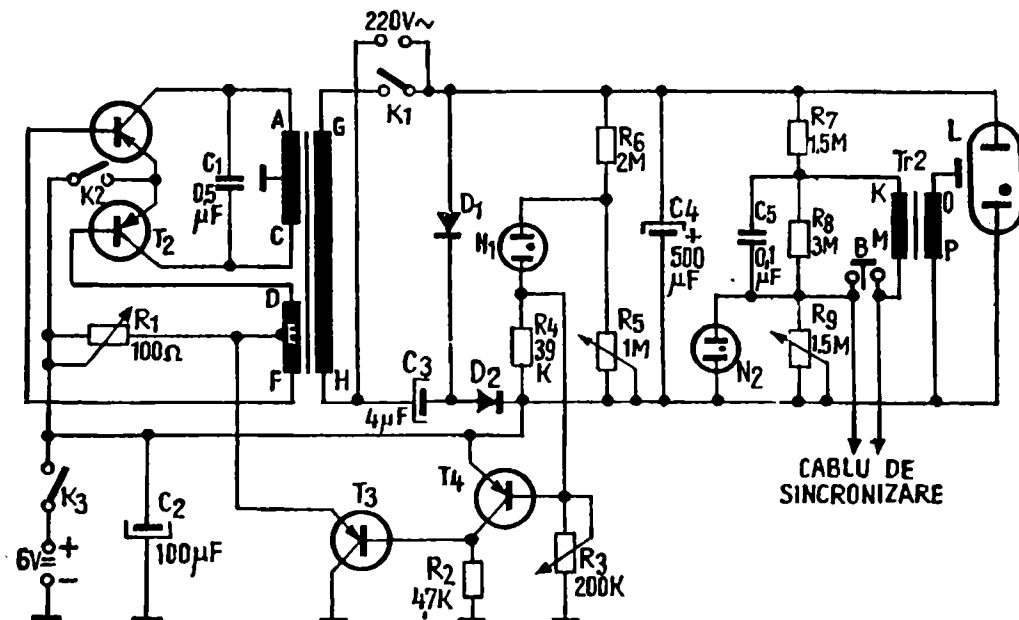 220V~
K1
A
G
C1
0,5
µF
K2
T2
C
D
R1
100Ω
F
H
C3
4µF
D1
D2
N1
R4
39
K
R6
2M
R5
1M
C4
+
500
µF
R7
1,5M
C5
0,1
µF
R8
3M
B
N2
R9
1,5M
Tr2
K
M
O
P
L
CABLU DE
SINCRONIZARE
K3
6V= +
−
C2
100µF
T3
T4
R2
47K
R3
200K